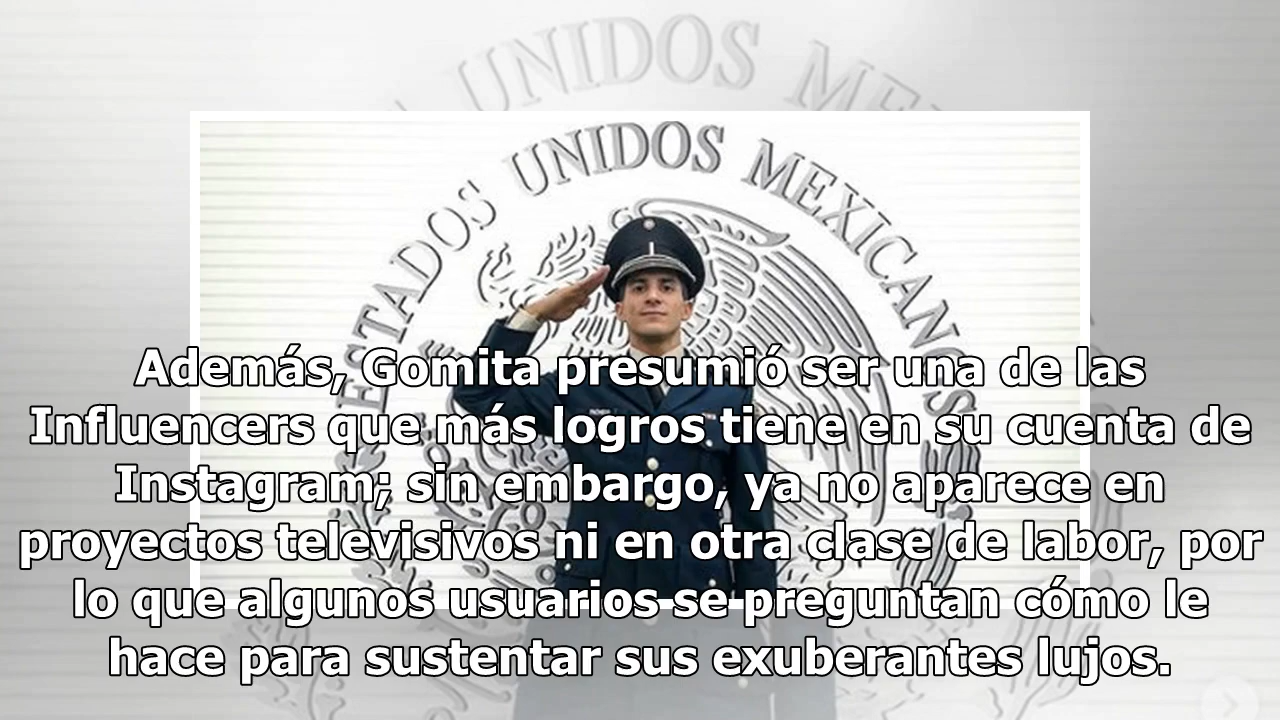 UNIDOS MEX
ESTADOS UNIDOS MEXICANOS
Además, Gomita presumió ser una de las
Influencers que más logros tiene en su cuenta de
Instagram; sin embargo, ya no aparece en
proyectos televisivos ni en otra clase de labor, por
lo que algunos usuarios se preguntan cómo le
hace para sustentar sus exuberantes lujos.